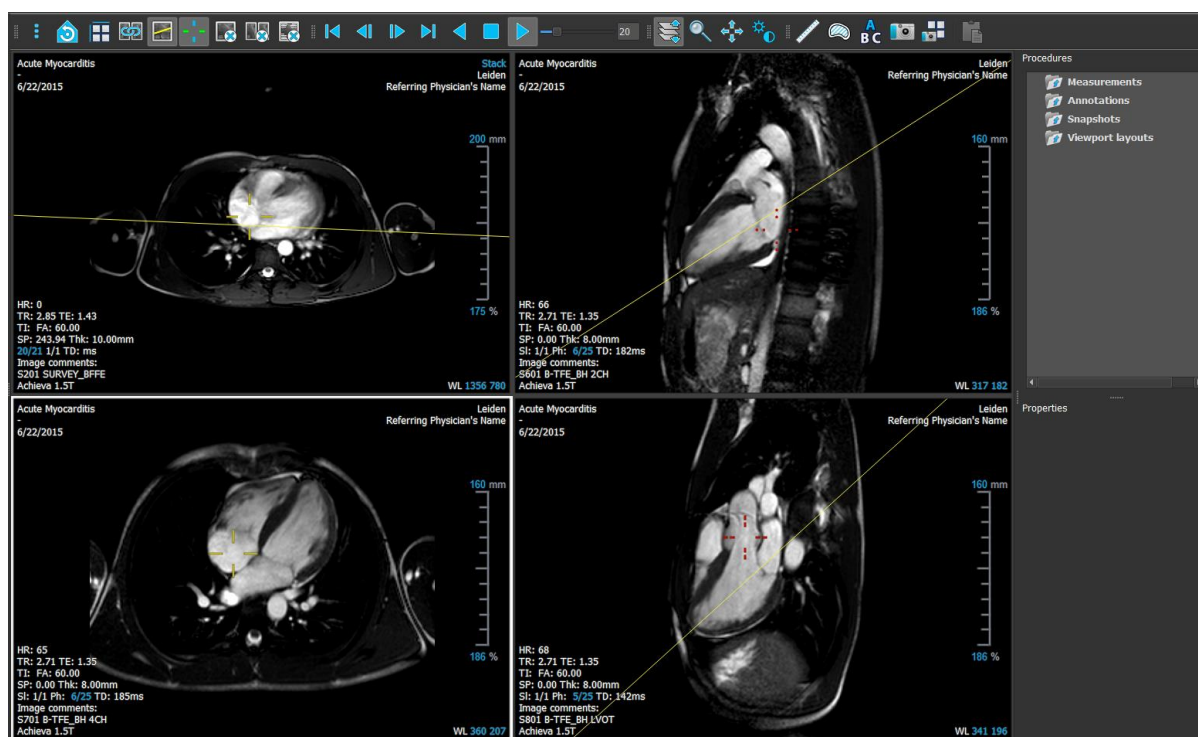 20
A
B C
Acute Myocarditis
-
6/22/2015
Stack
Leiden
Referring Physician's Name
200 mm
175 %
HR: 0
TR: 2.85 TE: 1.43
TI: FA: 60.00
SP: 243.94 Thk: 10.00mm
20/21 1/1 TD: ms
Image comments:
S201 SURVEY_BFFE
Achieva 1.5T
WL 1356 780
Acute Myocarditis
-
6/22/2015
Leiden
Referring Physician's Name
160 mm
186 %
HR: 66
TR: 2.71 TE: 1.35
TI: FA: 60.00
SP: 0.00 Thk: 8.00mm
Sl: 1/1 Ph: 6/25 TD: 182ms
Image comments:
S601 B-TFE_BH 2CH
Achieva 1.5T
WL 317 182
Acute Myocarditis
-
6/22/2015
Leiden
Referring Physician's Name
160 mm
186 %
HR: 65
TR: 2.71 TE: 1.35
TI: FA: 60.00
SP: 0.00 Thk: 8.00mm
Sl: 1/1 Ph: 6/25 TD: 185ms
Image comments:
S701 B-TFE_BH 4CH
Achieva 1.5T
WL 360 207
Acute Myocarditis
-
6/22/2015
Leiden
Referring Physician's Name
160 mm
186 %
HR: 68
TR: 2.71 TE: 1.35
TI: FA: 60.00
SP: 0.00 Thk: 8.00mm
Sl: 1/1 Ph: 5/25 TD: 142ms
Image comments:
S801 B-TFE_BH LVOT
Achieva 1.5T
WL 341 196
Procedures
Measurements
Annotations
Snapshots
Viewport layouts
Properties